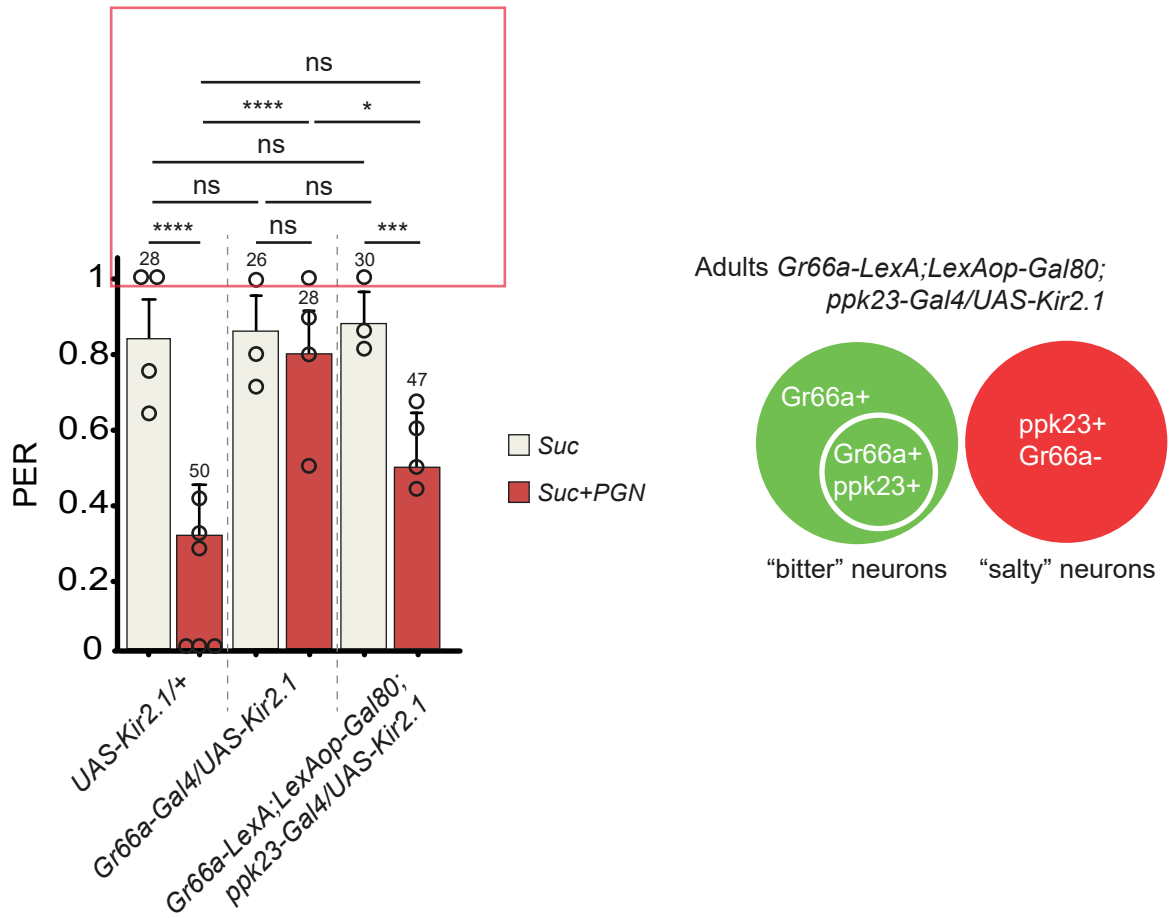 ns
**** *
ns
ns ns
**** ns ***
28 26 30
28
50
47
1
0.8
0.6
0.4
0.2
0
PER
UAS-Kir2.1/+
Gr66a-Gal4/UAS-Kir2.1
Gr66a-LexA;LexAop-Gal80;
ppk23-Gal4/UAS-Kir2.1
Suc
Suc+PGN
Adults Gr66a-LexA;LexAop-Gal80;
ppk23-Gal4/UAS-Kir2.1
Gr66a+
Gr66a+
ppk23+
ppk23+
Gr66a-
“bitter” neurons
“salty” neurons